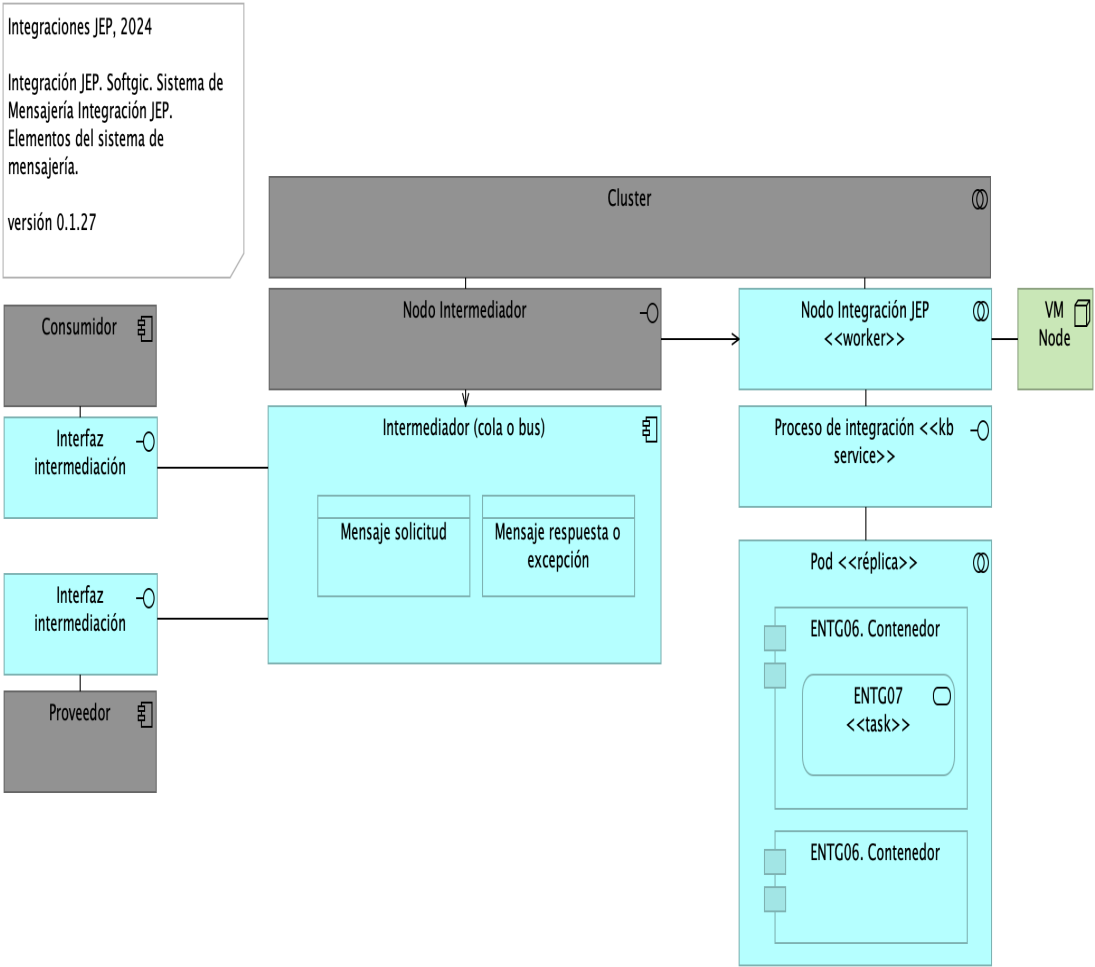 Integraciones JEP, 2024
Integración JEP. Softgic. Sistema de
Mensajería Integración JEP.
Elementos del sistema de
mensajería.
versión 0.1.27
Cluster
Nodo Intermediador
Nodo Integración JEP
<<worker>>
VM
Node
Consumidor
Interfaz
intermediación
Intermediador (cola o bus)
Mensaje solicitud
Mensaje respuesta o
excepción
Proceso de integración <<kb
service>>
Interfaz
intermediación
Proveedor
Pod <<réplica>>
ENTG06. Contenedor
ENTG07
<<task>>
ENTG06. Contenedor